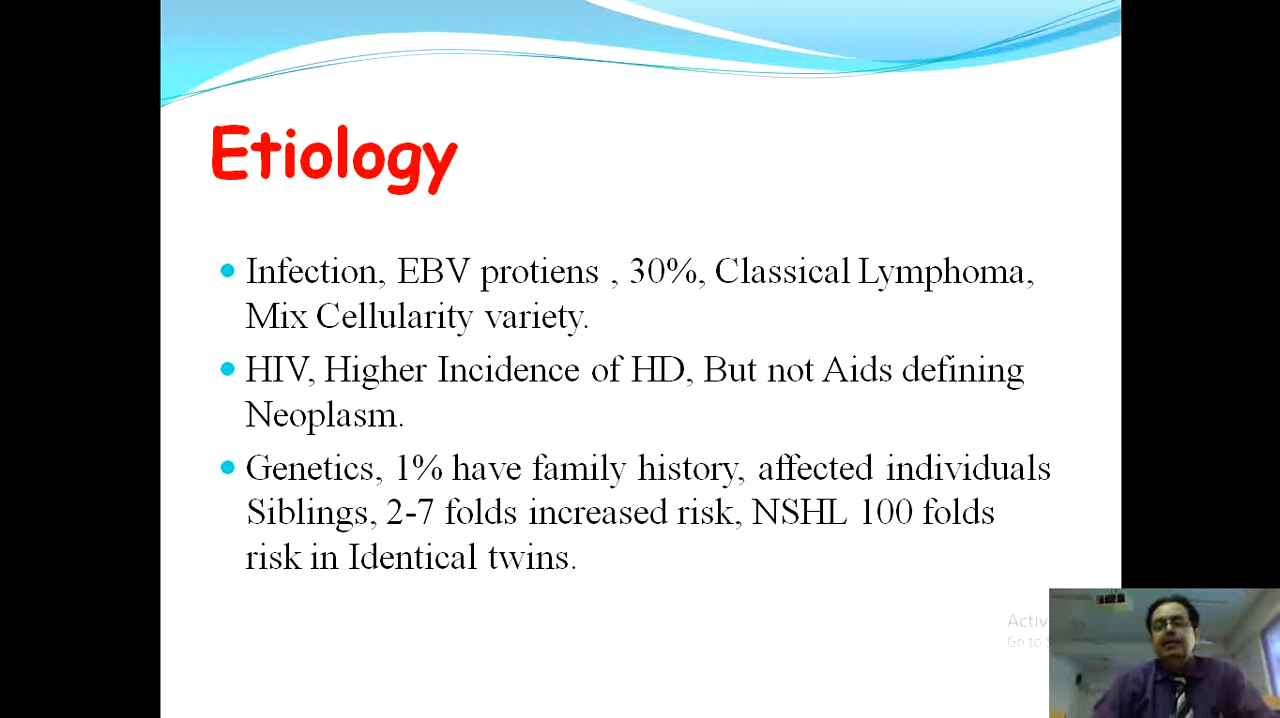 Etiology
Infection, EBV protiens , 30%, Classical Lymphoma,
Mix Cellularity variety.
HIV, Higher Incidence of HD, But not Aids defining
Neoplasm.
Genetics, 1% have family history, affected individuals
Siblings, 2-7 folds increased risk, NSHL 100 folds
risk in Identical twins.
Activ
Go to S